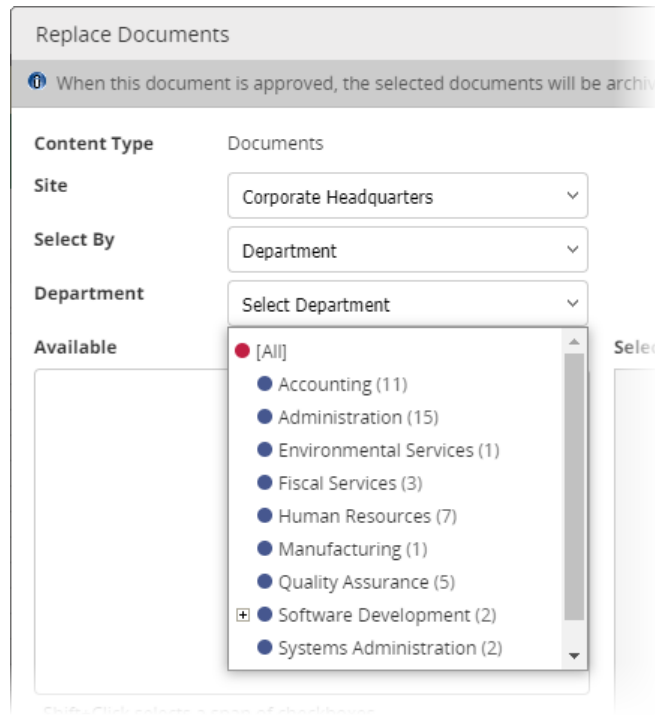 Replace Documents
When this document is approved, the selected documents will be
Content Type Documents
Site Corporate Headquarters
Select By Department
Department Select Department
Available
[All]
Accounting (11)
Administration (15)
Environmental Services (1)
Fiscal Services (3)
Human Resources (7)
Manufacturing (1)
Quality Assurance (5)
Software Development (2)
Systems Administration (2)